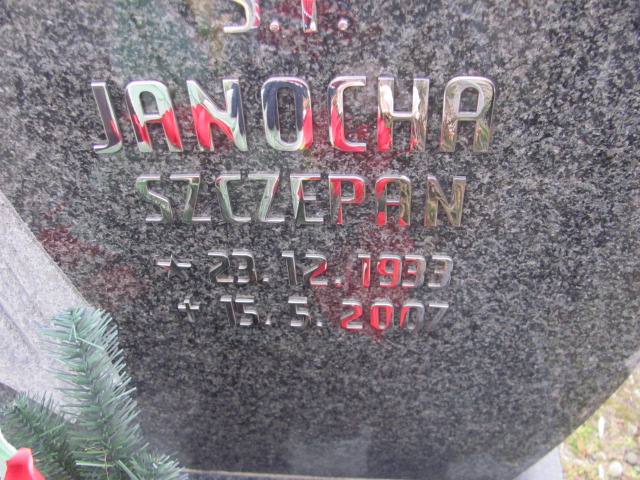 Ś.P.
JANOCHA
SZCZEPAN
* 23.12.1933
✝ 15.5.2007